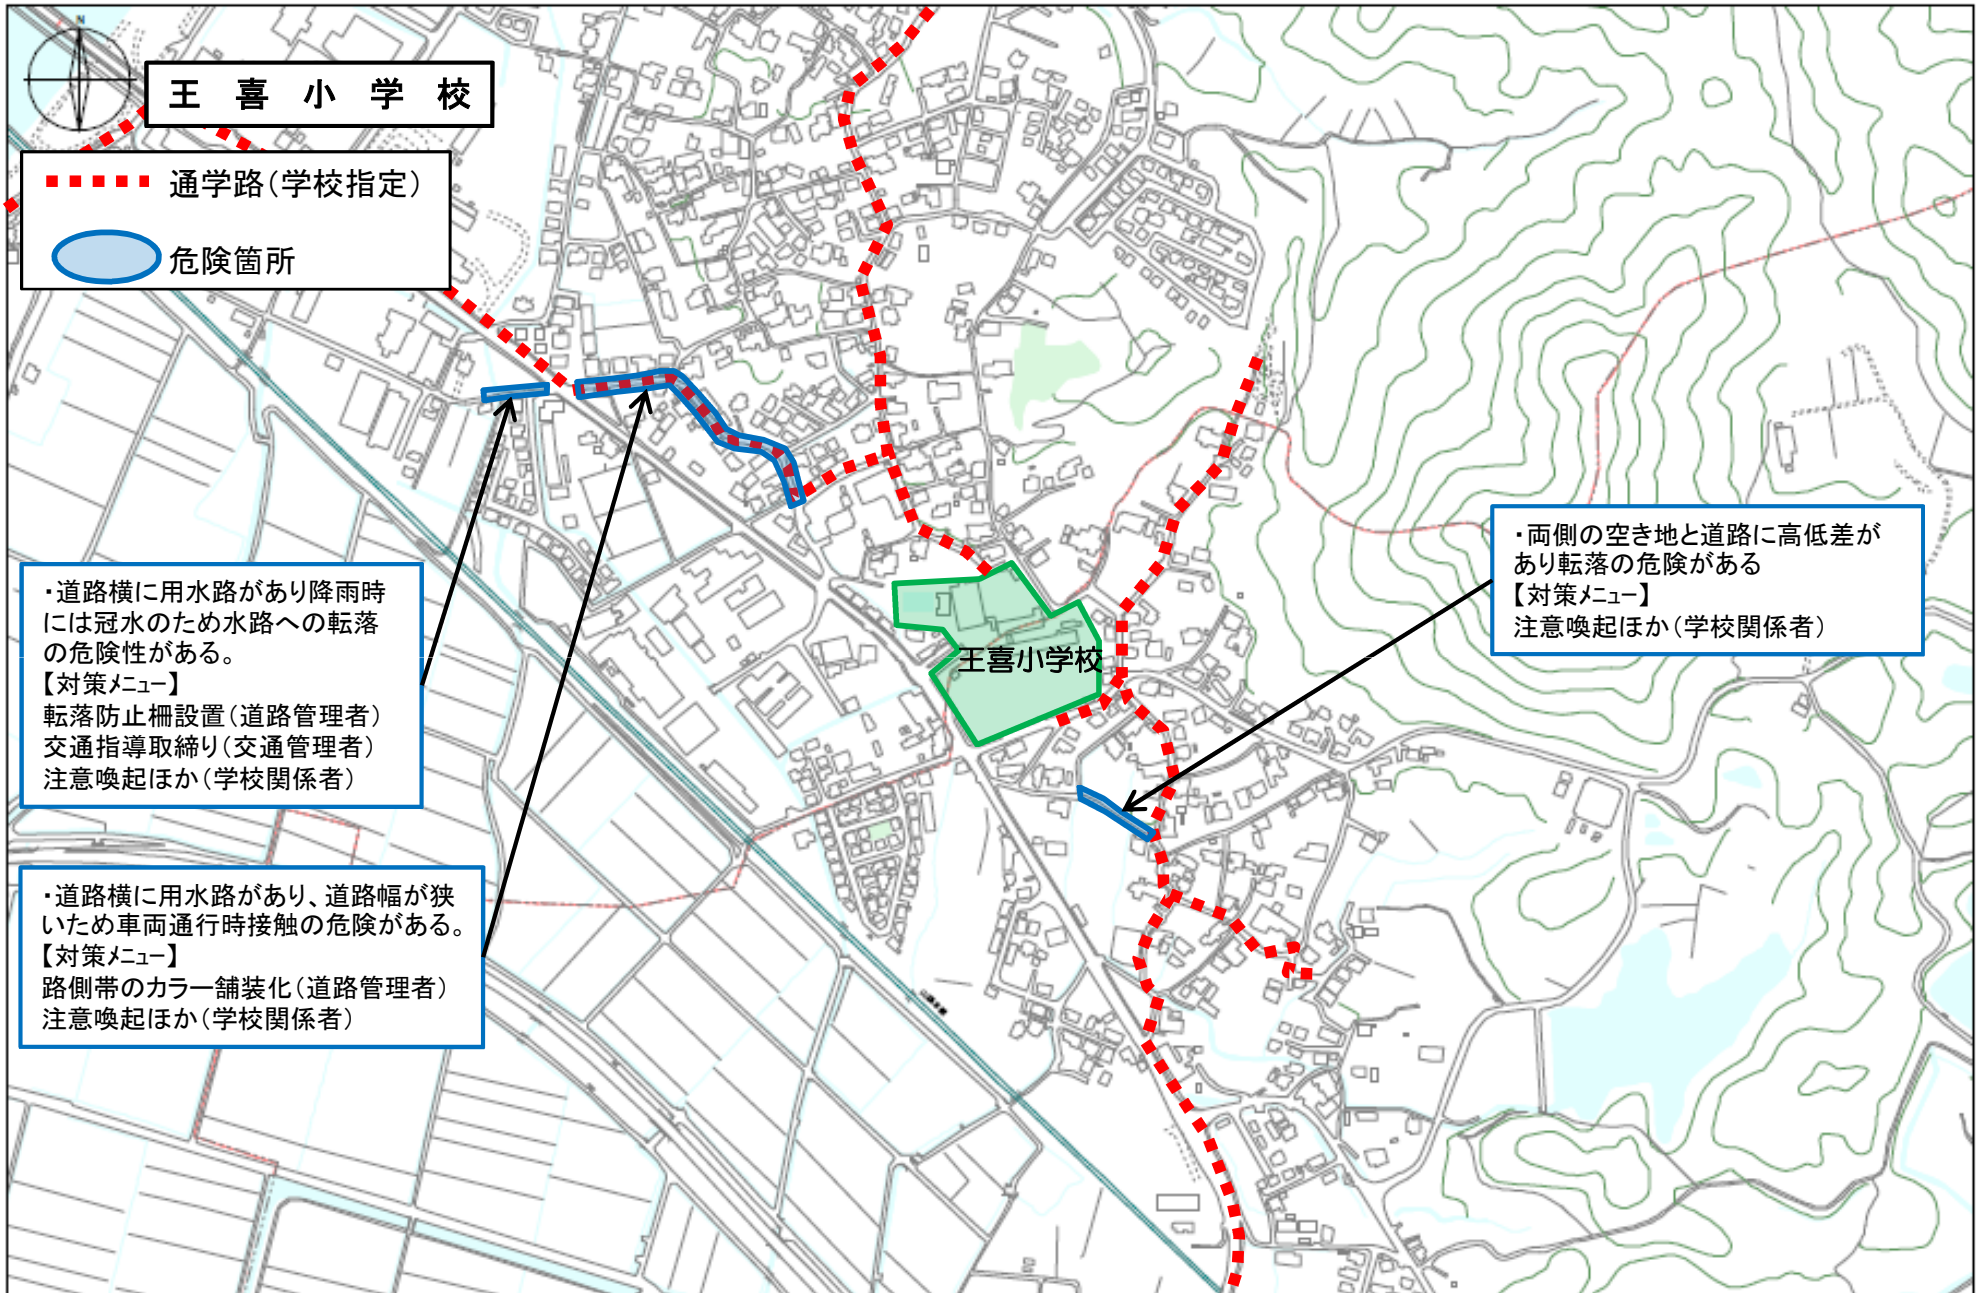 王喜小学校
通学路(学校指定)
危険箇所
・道路横に用水路があり降雨時
には冠水のため水路への転落
の危険性がある。
【対策メニュー】
転落防止柵設置(道路管理者)
交通指導取締り(交通管理者)
注意喚起ほか(学校関係者)
・道路横に用水路があり、道路幅が狭
いため車両通行時接触の危険がある。
【対策メニュー】
路側帯のカラー舗装化(道路管理者)
注意喚起ほか(学校関係者)
・両側の空き地と道路に高低差が
あり転落の危険がある
【対策メニュー】
注意喚起ほか(学校関係者)
王喜小学校